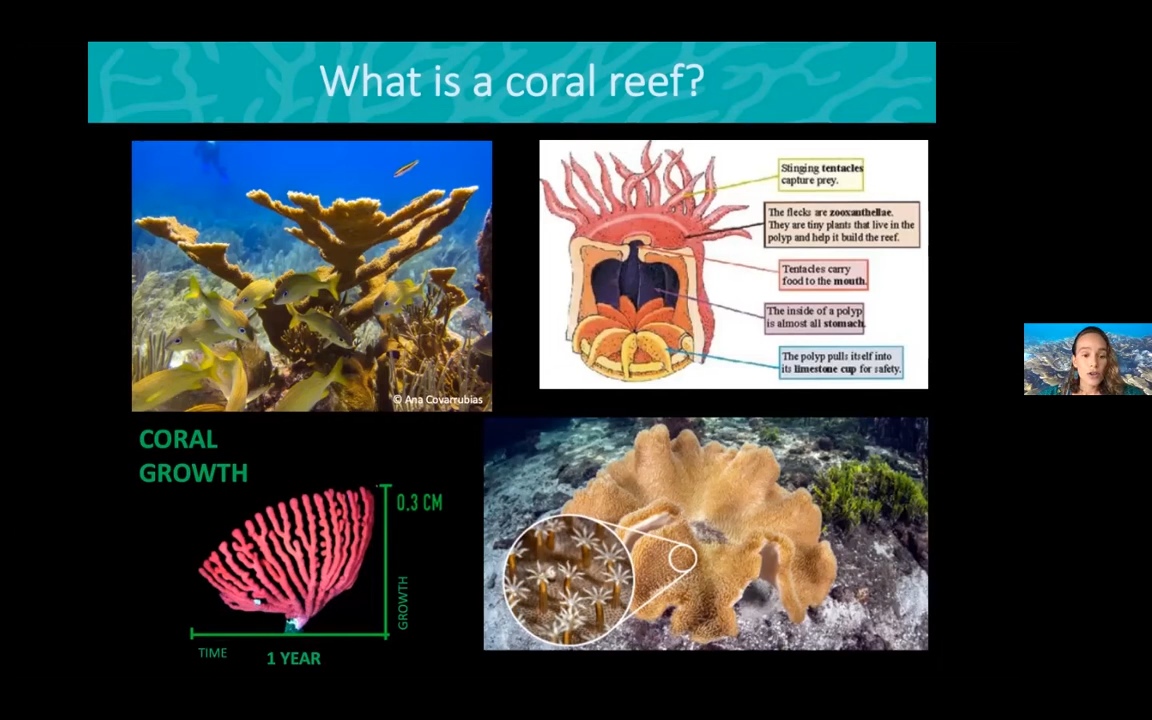 What is a coral reef?
© Ana Covarrubias
Stinging tentacles
capture prey.
The flecks are zooxanthellae.
They are tiny plants that live in the
polyp and help it build the reef.
Tentacles carry
food to the mouth.
The inside of a polyp
is almost all stomach.
The polyp pulls itself into
its limestone cup for safety.
CORAL
GROWTH
0.3 CM
GROWTH
TIME
1 YEAR